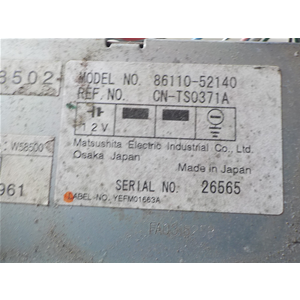 8502-
MODEL NO. 86110-52140
REF.NO. CN-TS0371A
12V
Matsushita Electric Industrial Co., Ltd.
Osaka Japan
Made in Japan
WS8500
961
SERIAL NO. 26565
LABEL-NO. YEFM01663A